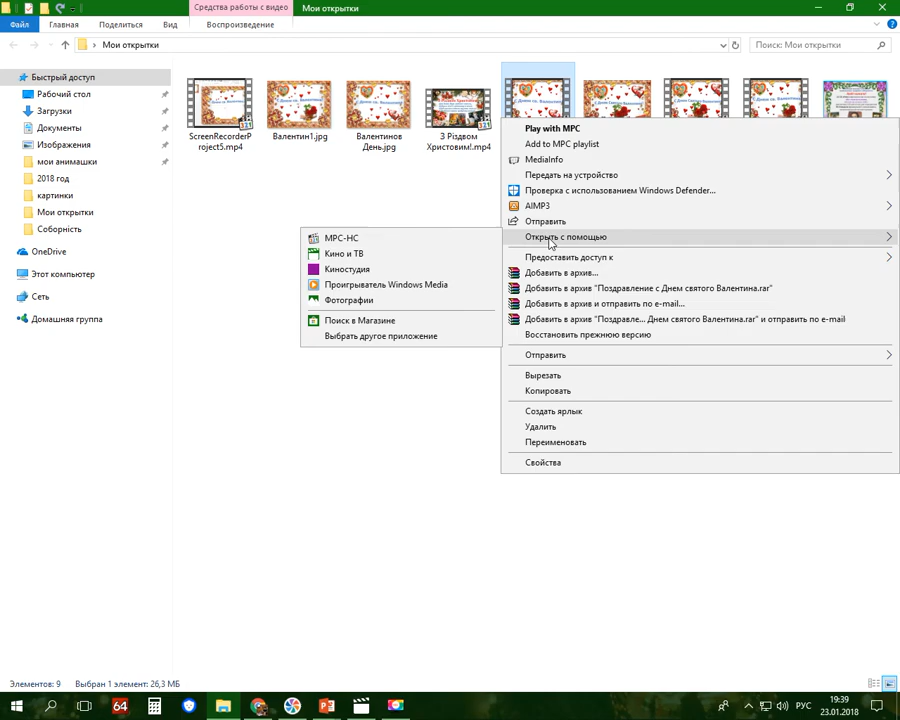 Средства работы с видео
Мои открытки
Файл
Главная
Поделиться
Вид
Воспроизведение
Мои открытки
Поиск: Мои открытки
Быстрый доступ
Рабочий стол
Загрузки
Документы
Изображения
мои анимашки
2018 год
картинки
Мои открытки
Соборность
OneDrive
Этот компьютер
Сеть
Домашняя группа
ScreenRecorderP
roject5.mp4
Валентин1.jpg
Валентинов
День.jpg
З Різдвом
Христовим!.mp4
Play with MPC
Add to MPC playlist
MediaInfo
Передать на устройство
Проверка с использованием Windows Defender...
AIMP3
Отправить
Открыть с помощью
Предоставить доступ к
Добавить в архив...
Добавить в архив "Поздравление с Днем святого Валентина.rar"
Добавить в архив и отправить по e-mail...
Добавить в архив "Поздравле... Днем святого Валентина.rar" и отправить по e-mail
Восстановить прежнюю версию
Отправить
Вырезать
Копировать
Создать ярлык
Удалить
Переименовать
Свойства
MPC-HC
Кино и ТВ
Киностудия
Проигрыватель Windows Media
Фотографии
Поиск в Магазине
Выбрать другое приложение
Элементов: 9
Выбран 1 элемент: 26,3 МБ
64
РУС
19:39
23.01.2018